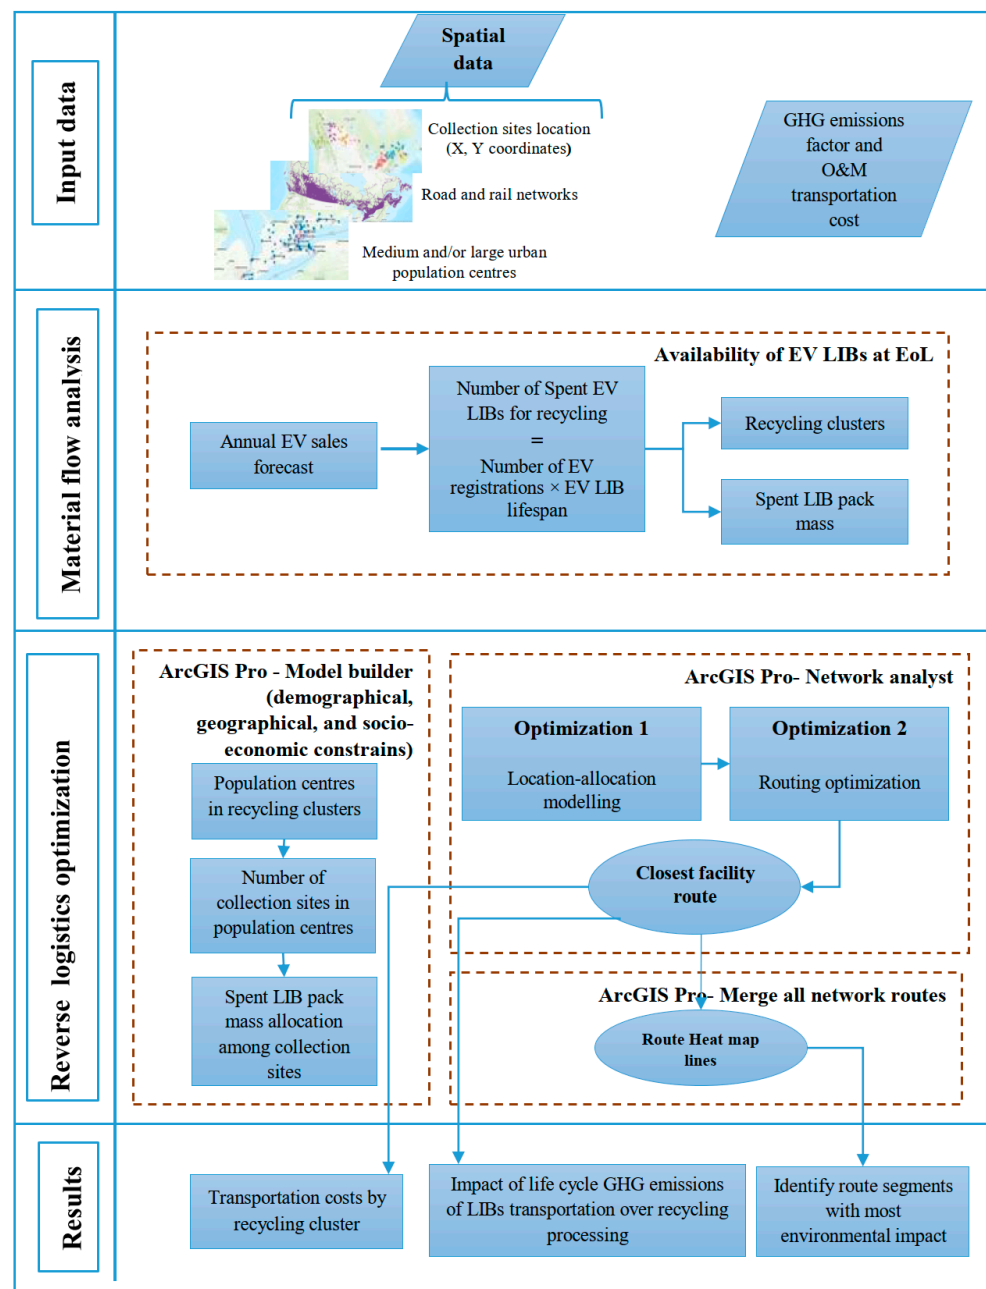 Input data
Spatial
data
Collection sites location
(X, Y coordinates)
Road and rail networks
Medium and/or large urban
population centres
GHG emissions
factor and
O&M
transportation
cost
Material flow analysis
Availability of EV LIBs at EoL
Annual EV sales
forecast
Number of Spent EV
LIBs for recycling
=
Number of EV
registrations × EV LIB
lifespan
Recycling clusters
Spent LIB pack
mass
Reverse logistics optimization
ArcGIS Pro - Model builder
(demographical,
geographical, and socio-
economic constrains)
Population centres
in recycling clusters
Number of
collection sites in
population centres
Spent LIB pack
mass allocation
among collection
sites
ArcGIS Pro- Network analyst
Optimization 1
Location-allocation
modelling
Optimization 2
Routing optimization
Closest facility
route
ArcGIS Pro- Merge all network routes
Route Heat map
lines
Results
Transportation costs by
recycling cluster
Impact of life cycle GHG emissions
of LIBs transportation over recycling
processing
Identify route segments
with most
environmental impact